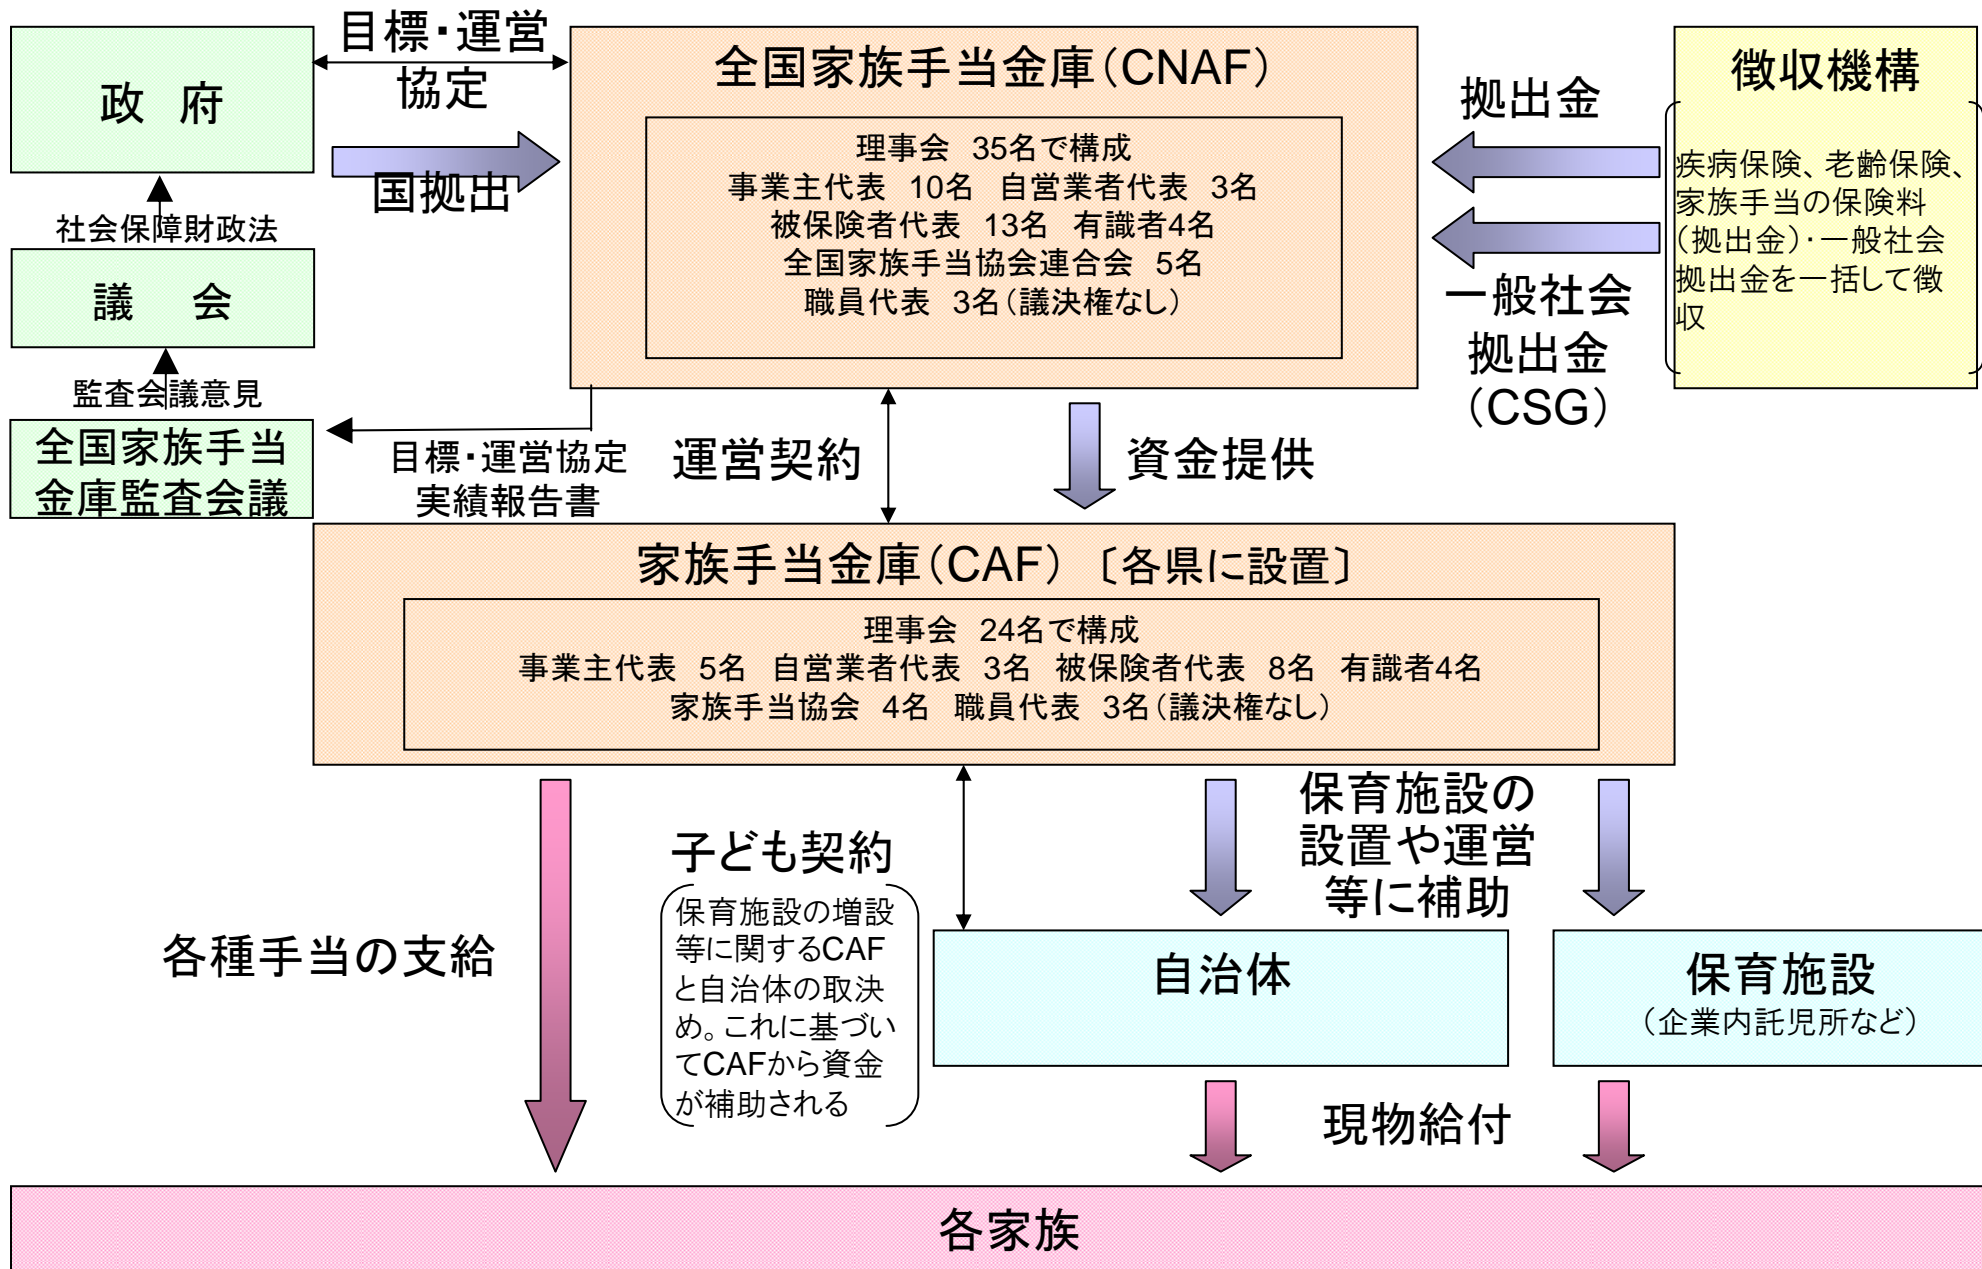 目標・運営
協定
政　府
国拠出
社会保障財政法
議　会
監査会議意見
全国家族手当
金庫監査会議
目標・運営協定
実績報告書
全国家族手当金庫（CNAF）
理事会　35名で構成
事業主代表　10名　自営業者代表　3名
被保険者代表　13名　有識者4名
全国家族手当協会連合会　5名
職員代表　3名（議決権なし）
拠出金
一般社会
拠出金
（CSG）
徴収機構
疾病保険、老齢保険、
家族手当の保険料
（拠出金）・一般社会
拠出金を一括して徴
収
運営契約
資金提供
家族手当金庫（CAF）〔各県に設置〕
理事会　24名で構成
事業主代表　5名　自営業者代表　3名　被保険者代表　8名　有識者4名
家族手当協会　4名　職員代表　3名（議決権なし）
各種手当の支給
子ども契約
保育施設の増設
等に関するCAF
と自治体の取決
め。これに基づい
てCAFから資金
が補助される
保育施設の
設置や運営
等に補助
自治体
保育施設
（企業内託児所など）
現物給付
各家族